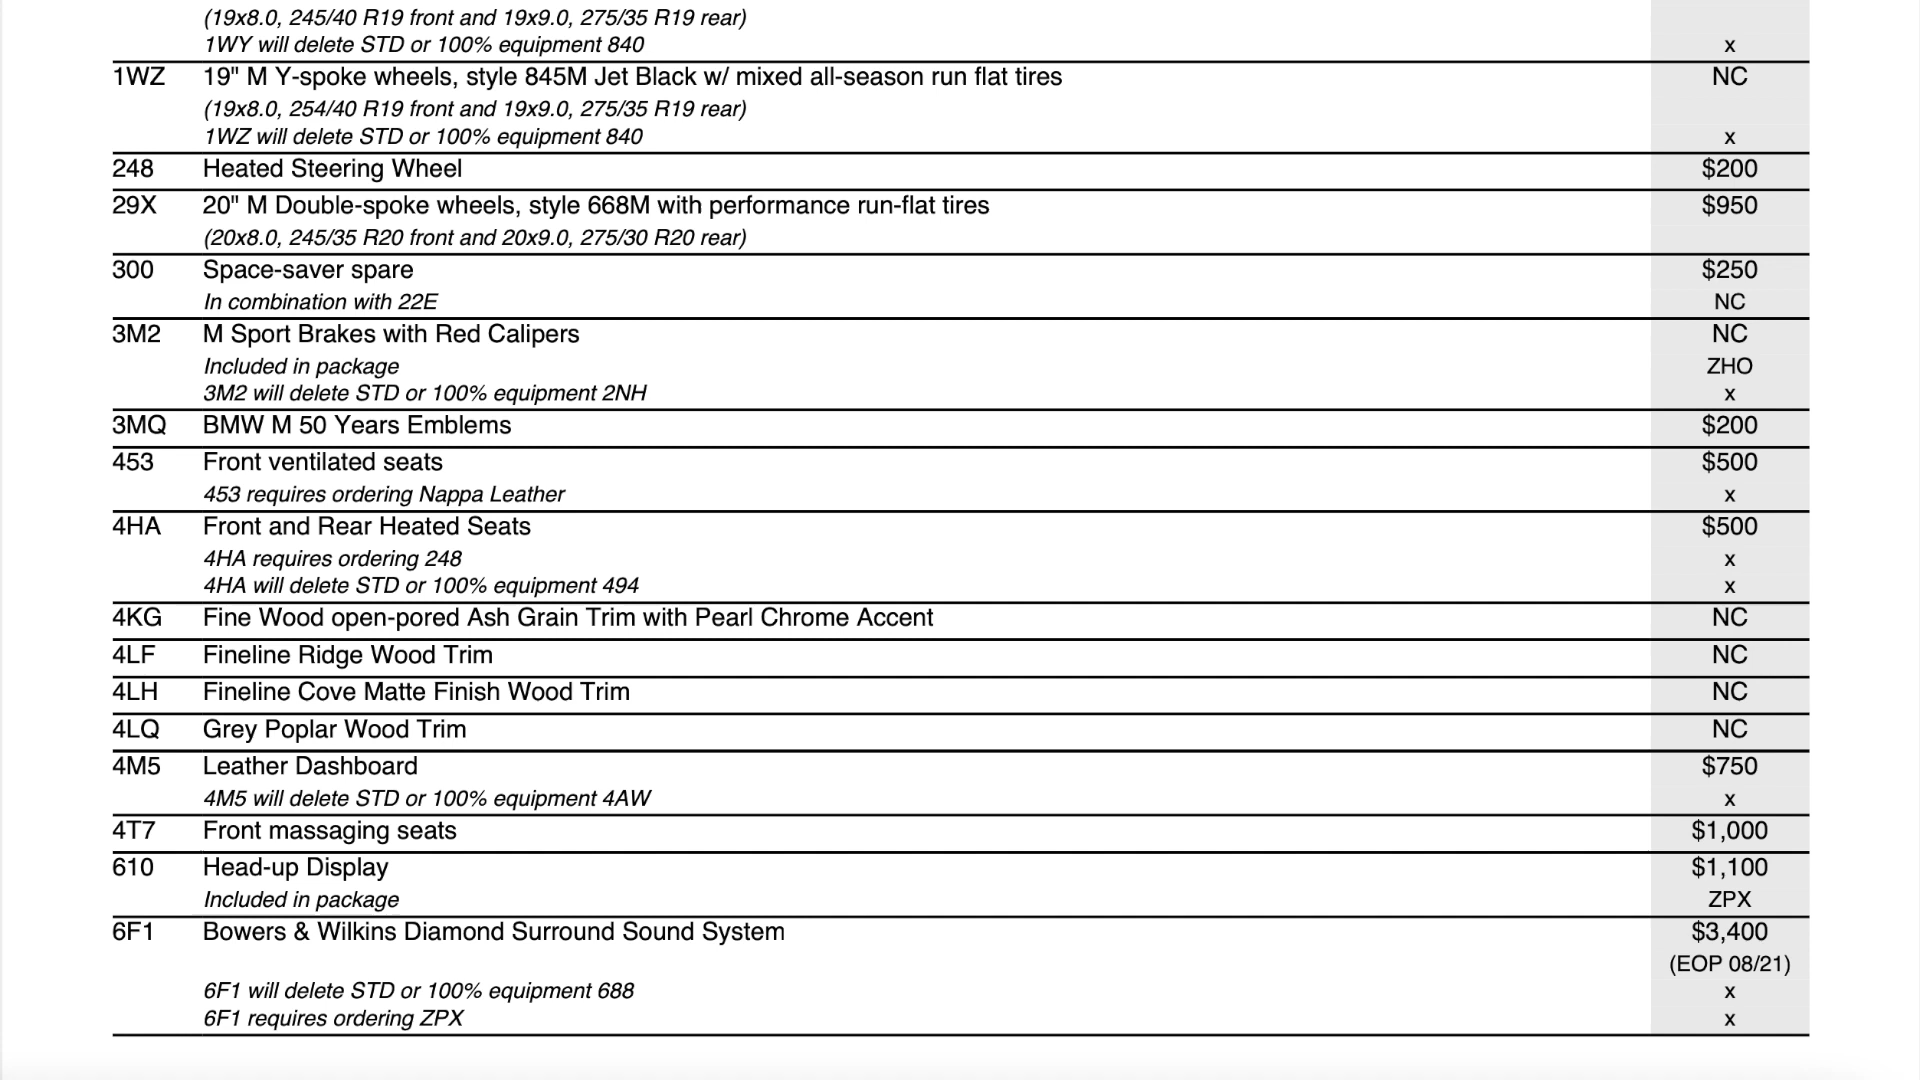 (19x8.0, 245/40 R19 front and 19x9.0, 275/35 R19 rear)
1WY will delete STD or 100% equipment 840 x
1WZ 19" M Y-spoke wheels, style 845M Jet Black w/ mixed all-season run flat tires NC
(19x8.0, 254/40 R19 front and 19x9.0, 275/35 R19 rear)
1WZ will delete STD or 100% equipment 840 x
248 Heated Steering Wheel $200
29X 20" M Double-spoke wheels, style 668M with performance run-flat tires $950
(20x8.0, 245/35 R20 front and 20x9.0, 275/30 R20 rear)
300 Space-saver spare $250
In combination with 22E NC
3M2 M Sport Brakes with Red Calipers NC
Included in package ZHO
3M2 will delete STD or 100% equipment 2NH x
3MQ BMW M 50 Years Emblems $200
453 Front ventilated seats $500
453 requires ordering Nappa Leather x
4HA Front and Rear Heated Seats $500
4HA requires ordering 248 x
4HA will delete STD or 100% equipment 494 x
4KG Fine Wood open-pored Ash Grain Trim with Pearl Chrome Accent NC
4LF Fineline Ridge Wood Trim NC
4LH Fineline Cove Matte Finish Wood Trim NC
4LQ Grey Poplar Wood Trim NC
4M5 Leather Dashboard $750
4M5 will delete STD or 100% equipment 4AW x
4T7 Front massaging seats $1,000
610 Head-up Display $1,100
Included in package ZPX
6F1 Bowers & Wilkins Diamond Surround Sound System $3,400
(EOP 08/21)
6F1 will delete STD or 100% equipment 688 x
6F1 requires ordering ZPX x